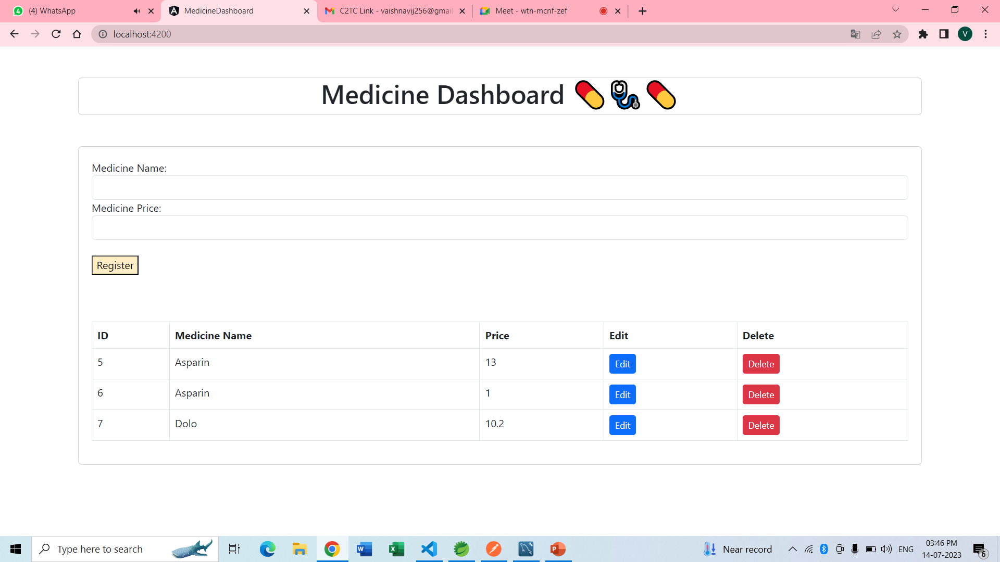 4 (4) WhatsApp
MedicineDashboard
C2TC Link - vaishnavij256@gmail
Meet - wtn-mcnf-zef
localhost:4200
V
Medicine Dashboard
Medicine Name:
Medicine Price:
Register
ID Medicine Name Price Edit Delete
5 Asparin 13 Edit Delete
6 Asparin 1 Edit Delete
7 Dolo 10.2 Edit Delete
Type here to search
Near record
ENG
03:46 PM
14-07-2023
6